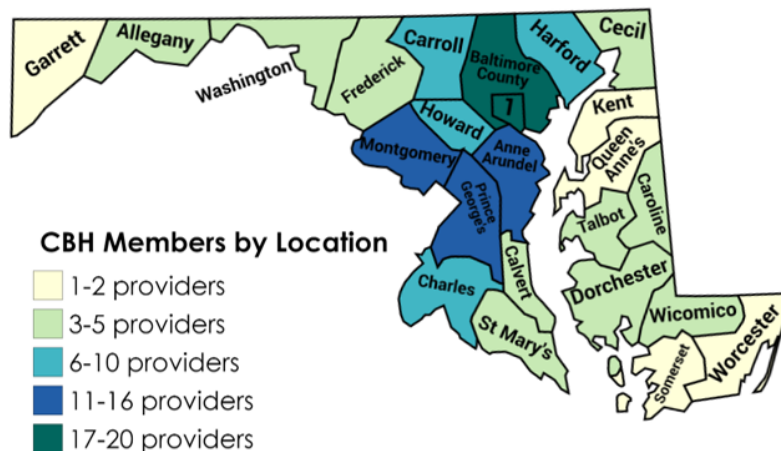 Garrett
Allegany
Washington
Frederick
Carroll
Baltimore
County
1
Harford
Cecil
Howard
Montgomery
Anne
Arundel
Prince
George's
Kent
Queen
Anne's
Caroline
Talbot
Calvert
Charles
St Mary's
Dorchester
Wicomico
Somerset
Worcester
CBH Members by Location
1-2 providers
3-5 providers
6-10 providers
11-16 providers
17-20 providers